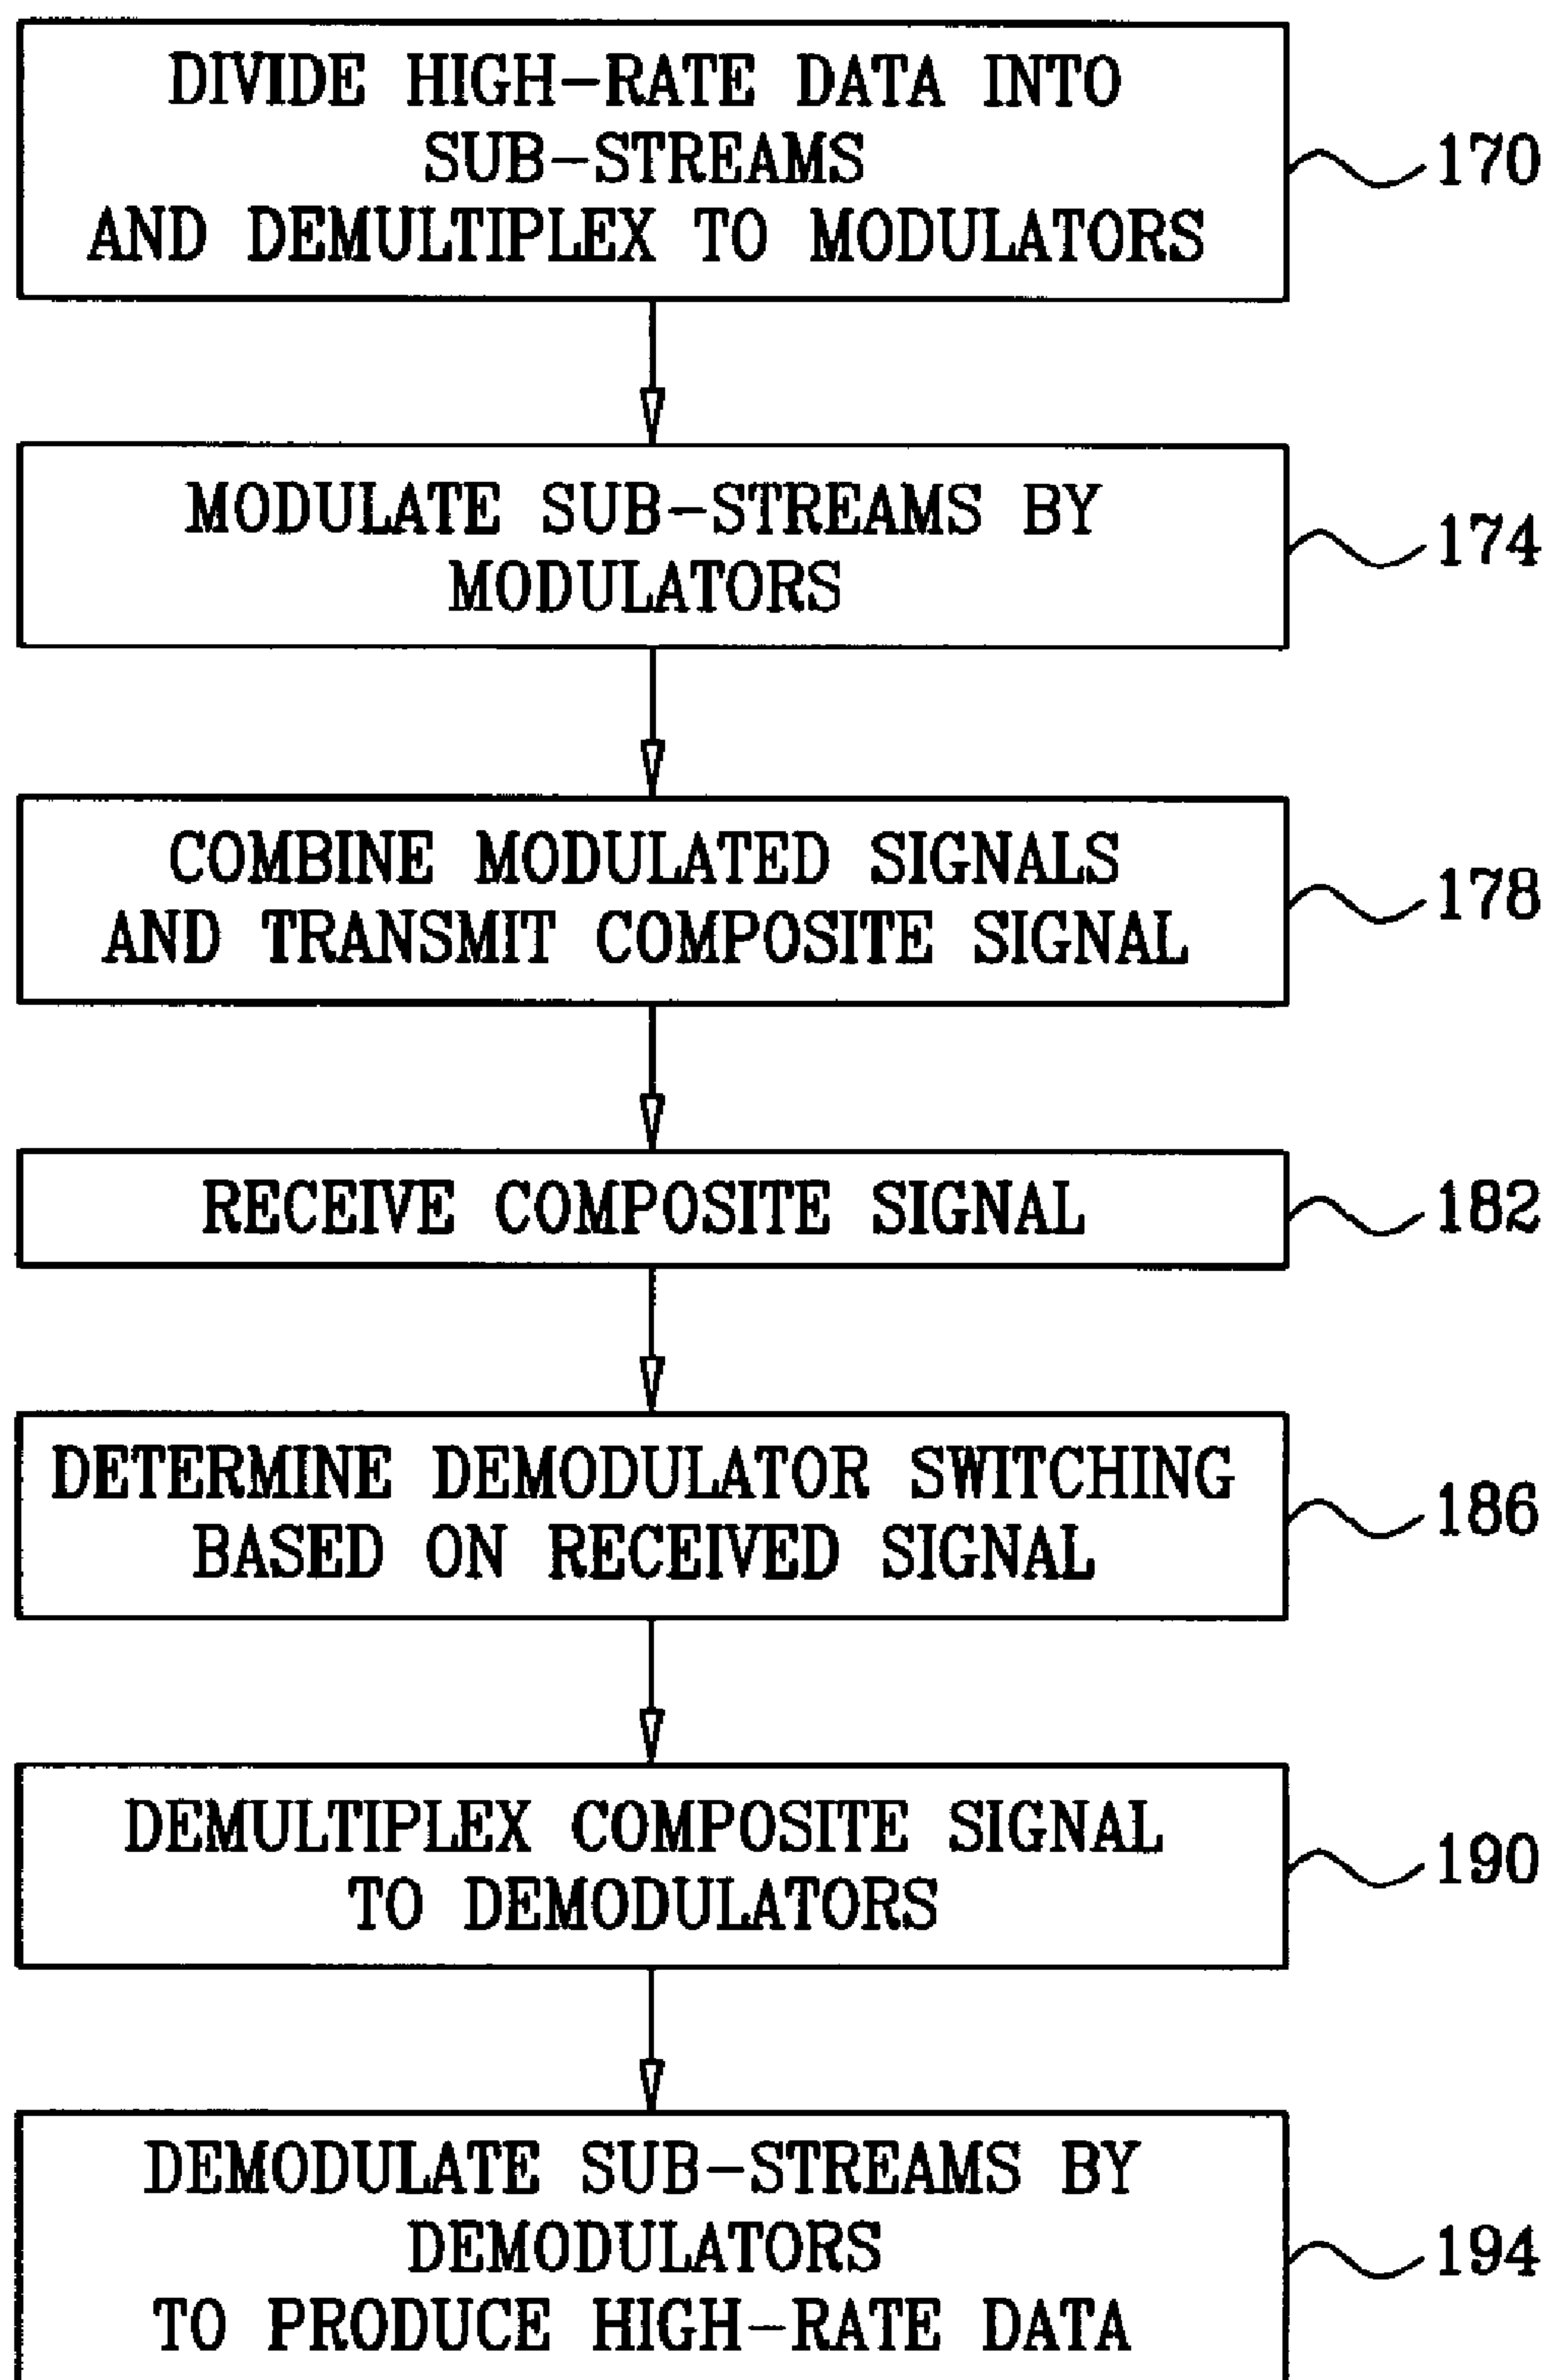 DIVIDE HIGH-RATE DATA INTO
SUB-STREAMS
AND DEMULTIPLEX TO MODULATORS
170
MODULATE SUB-STREAMS BY
MODULATORS
174
COMBINE MODULATED SIGNALS
AND TRANSMIT COMPOSITE SIGNAL
178
RECEIVE COMPOSITE SIGNAL
182
DETERMINE DEMODULATOR SWITCHING
BASED ON RECEIVED SIGNAL
186
DEMULTIPLEX COMPOSITE SIGNAL
TO DEMODULATORS
190
DEMODULATE SUB-STREAMS BY
DEMODULATORS
TO PRODUCE HIGH-RATE DATA
194